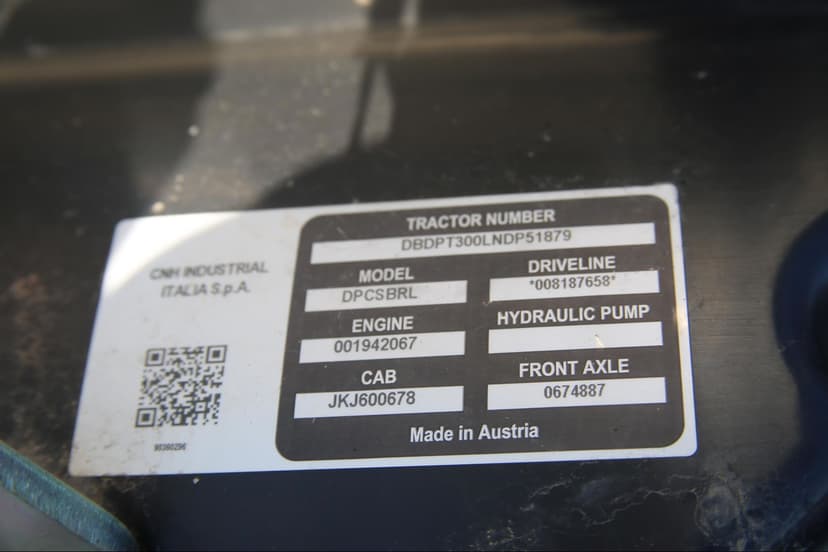 CNH INDUSTRIAL
ITALIA S.p.A.
TRACTOR NUMBER
DBDPT300LNDP51879
MODEL
DPCSBRL
DRIVELINE
*008187658*
ENGINE
001942067
HYDRAULIC PUMP
CAB
JKJ600678
FRONT AXLE
0674887
Made in Austria